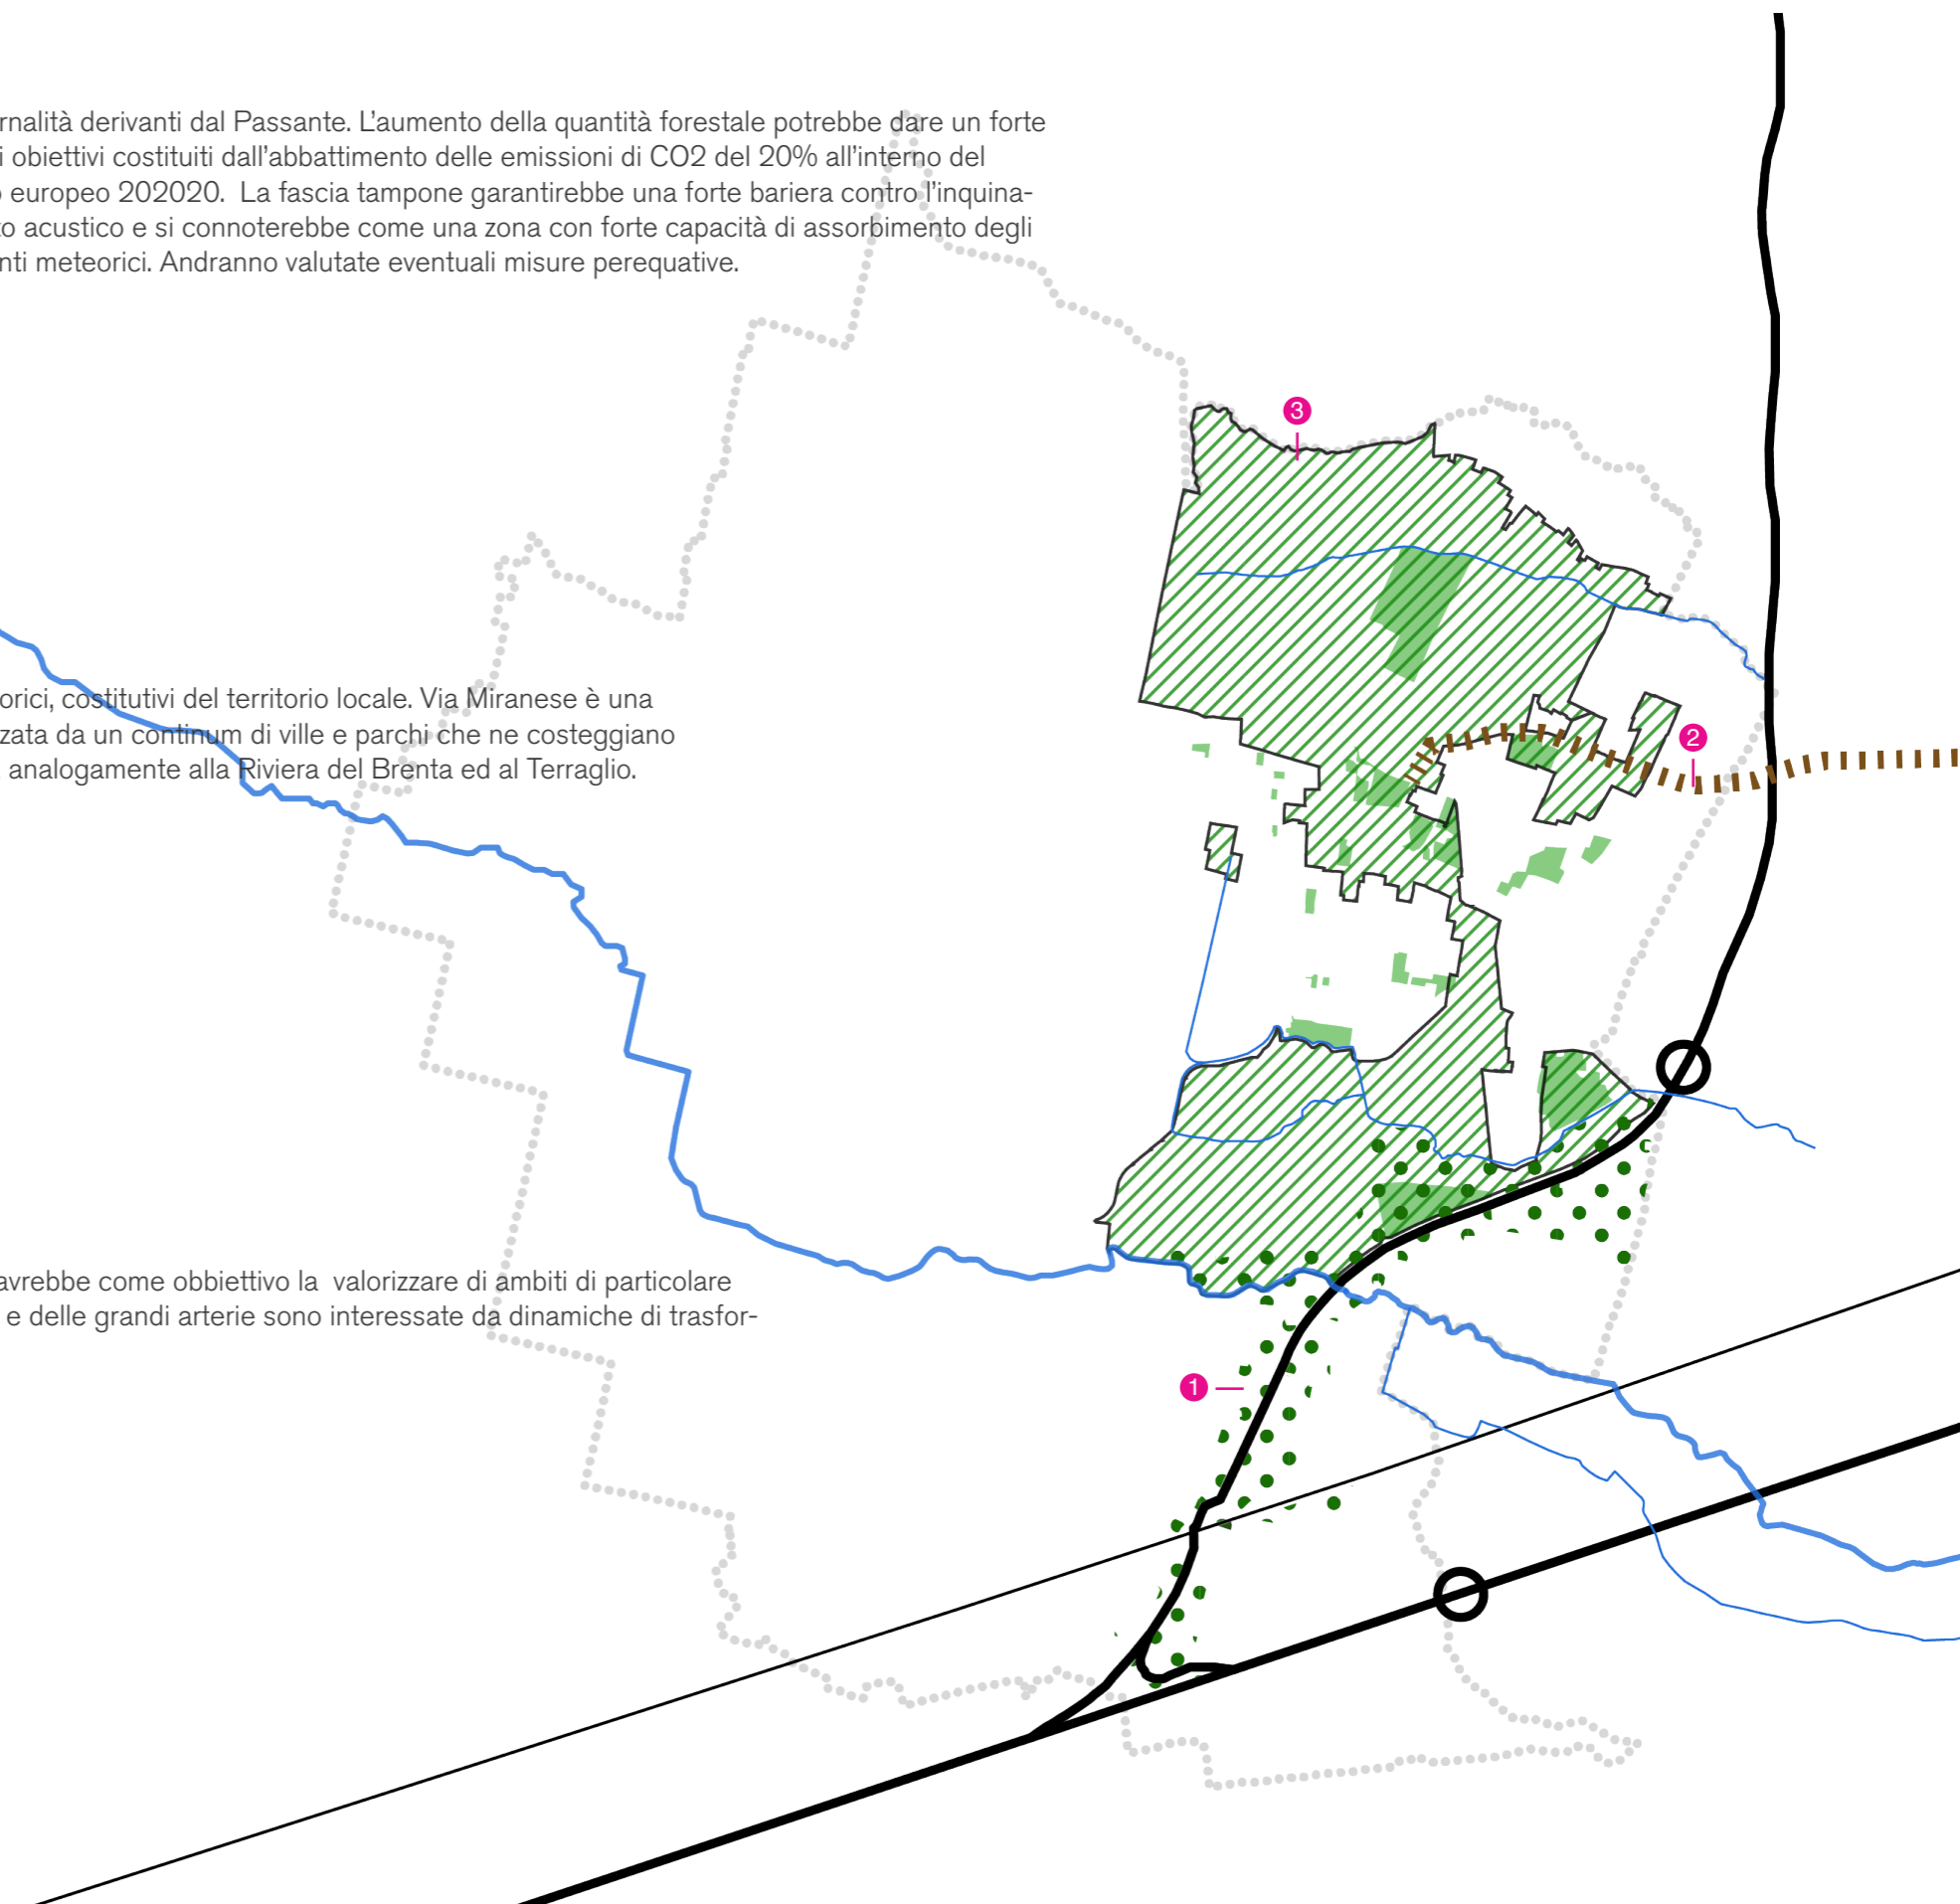 rnalità derivanti dal Passante. L'aumento della quantità forestale potrebbe dare un forte
i obiettivi costituiti dall'abbattimento delle emissioni di CO2 del 20% all'interno del
o europeo 202020. La fascia tampone garantirebbe una forte bariera contro l'inquina-
to acustico e si connoterebbe come una zona con forte capacità di assorbimento degli
nti meteorici. Andranno valutate eventuali misure perequative.
3
orici, costitutivi del territorio locale. Via Miranese è una
zata da un continum di ville e parchi che ne costeggiano
analogamente alla Riviera del Brenta ed al Terraglio.
2
avrebbe come obbiettivo la valorizzare di ambiti di particolare
e delle grandi arterie sono interessate da dinamiche di trasfor-
1